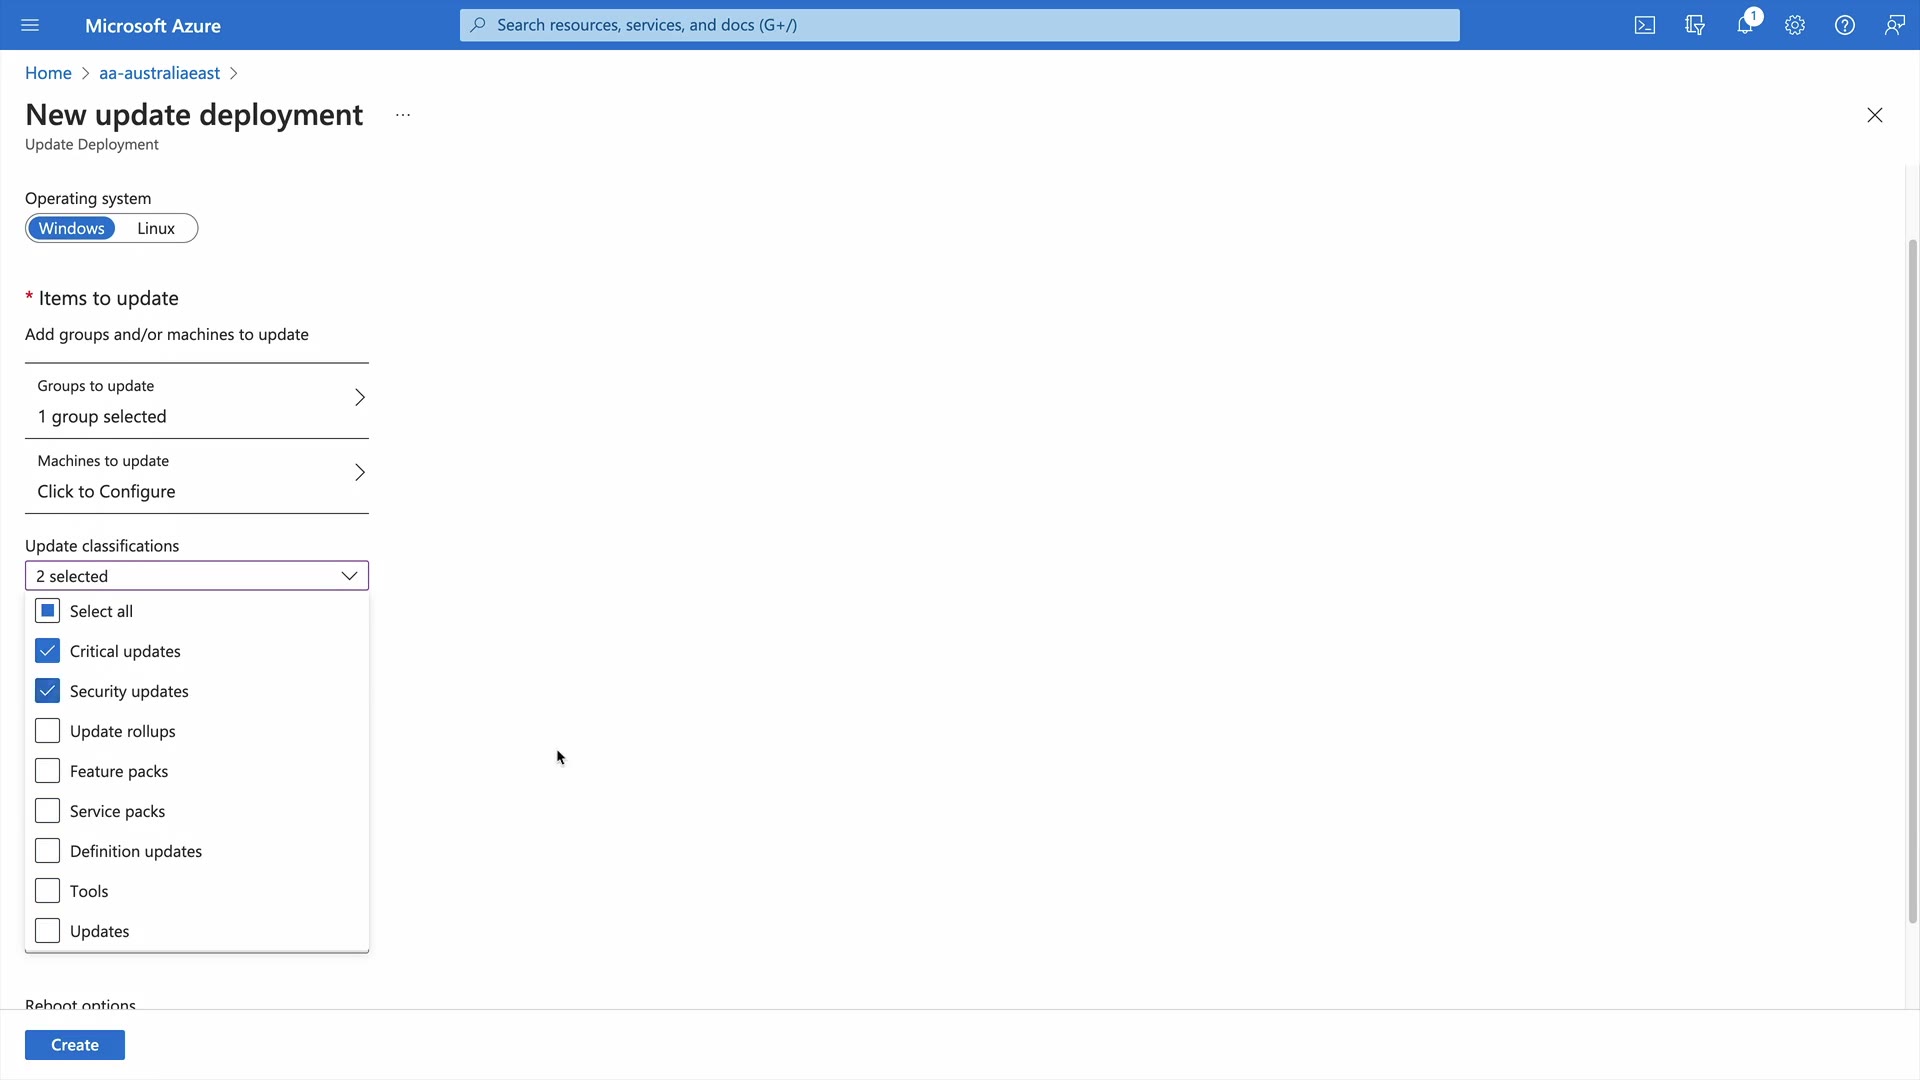 Microsoft Azure
Search resources, services, and docs (G+/)
1
Home > aa-australiaeast >
New update deployment ...
Update Deployment
Operating system
Windows Linux
* Items to update
Add groups and/or machines to update
Groups to update
1 group selected
Machines to update
Click to Configure
Update classifications
2 selected
Select all
Critical updates
Security updates
Update rollups
Feature packs
Service packs
Definition updates
Tools
Updates
Reboot options
Create